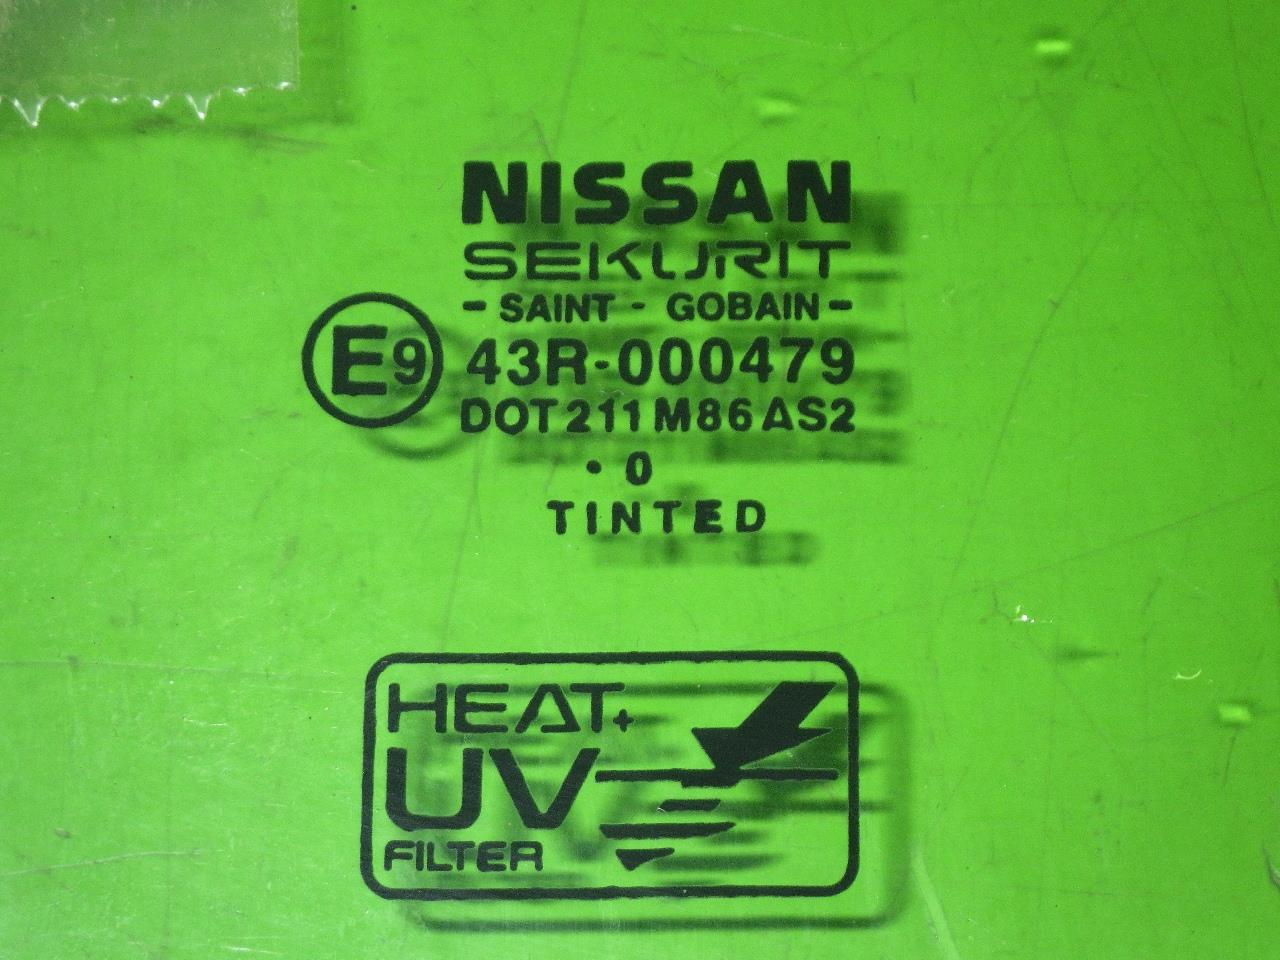 NISSAN
SEKURIT
- SAINT - GOBAIN -
E9 43R-000479
DOT 211 M86 AS2
. 0
TINTED
HEAT+
UV
FILTER